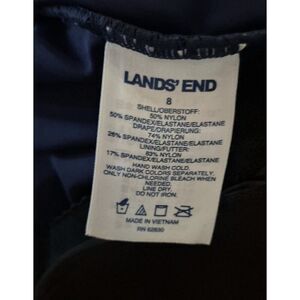 LANDS' END
8
SHELL/OBERSTOFF:
50% NYLON
50% SPANDEX/ELASTANE/ELASTANE
DRAPE/DRAPIERUNG:
74% NYLON
26% SPANDEX/ELASTANE/ELASTANE
LINING/FUTTER:
83% NYLON
17% SPANDEX/ELASTANE/ELASTANE
HAND WASH COLD.
WASH DARK COLORS SEPARATELY.
ONLY NON-CHLORINE BLEACH WHEN
NEEDED.
LINE DRY.
DO NOT IRON.
MADE IN VIETNAM
RN 62830